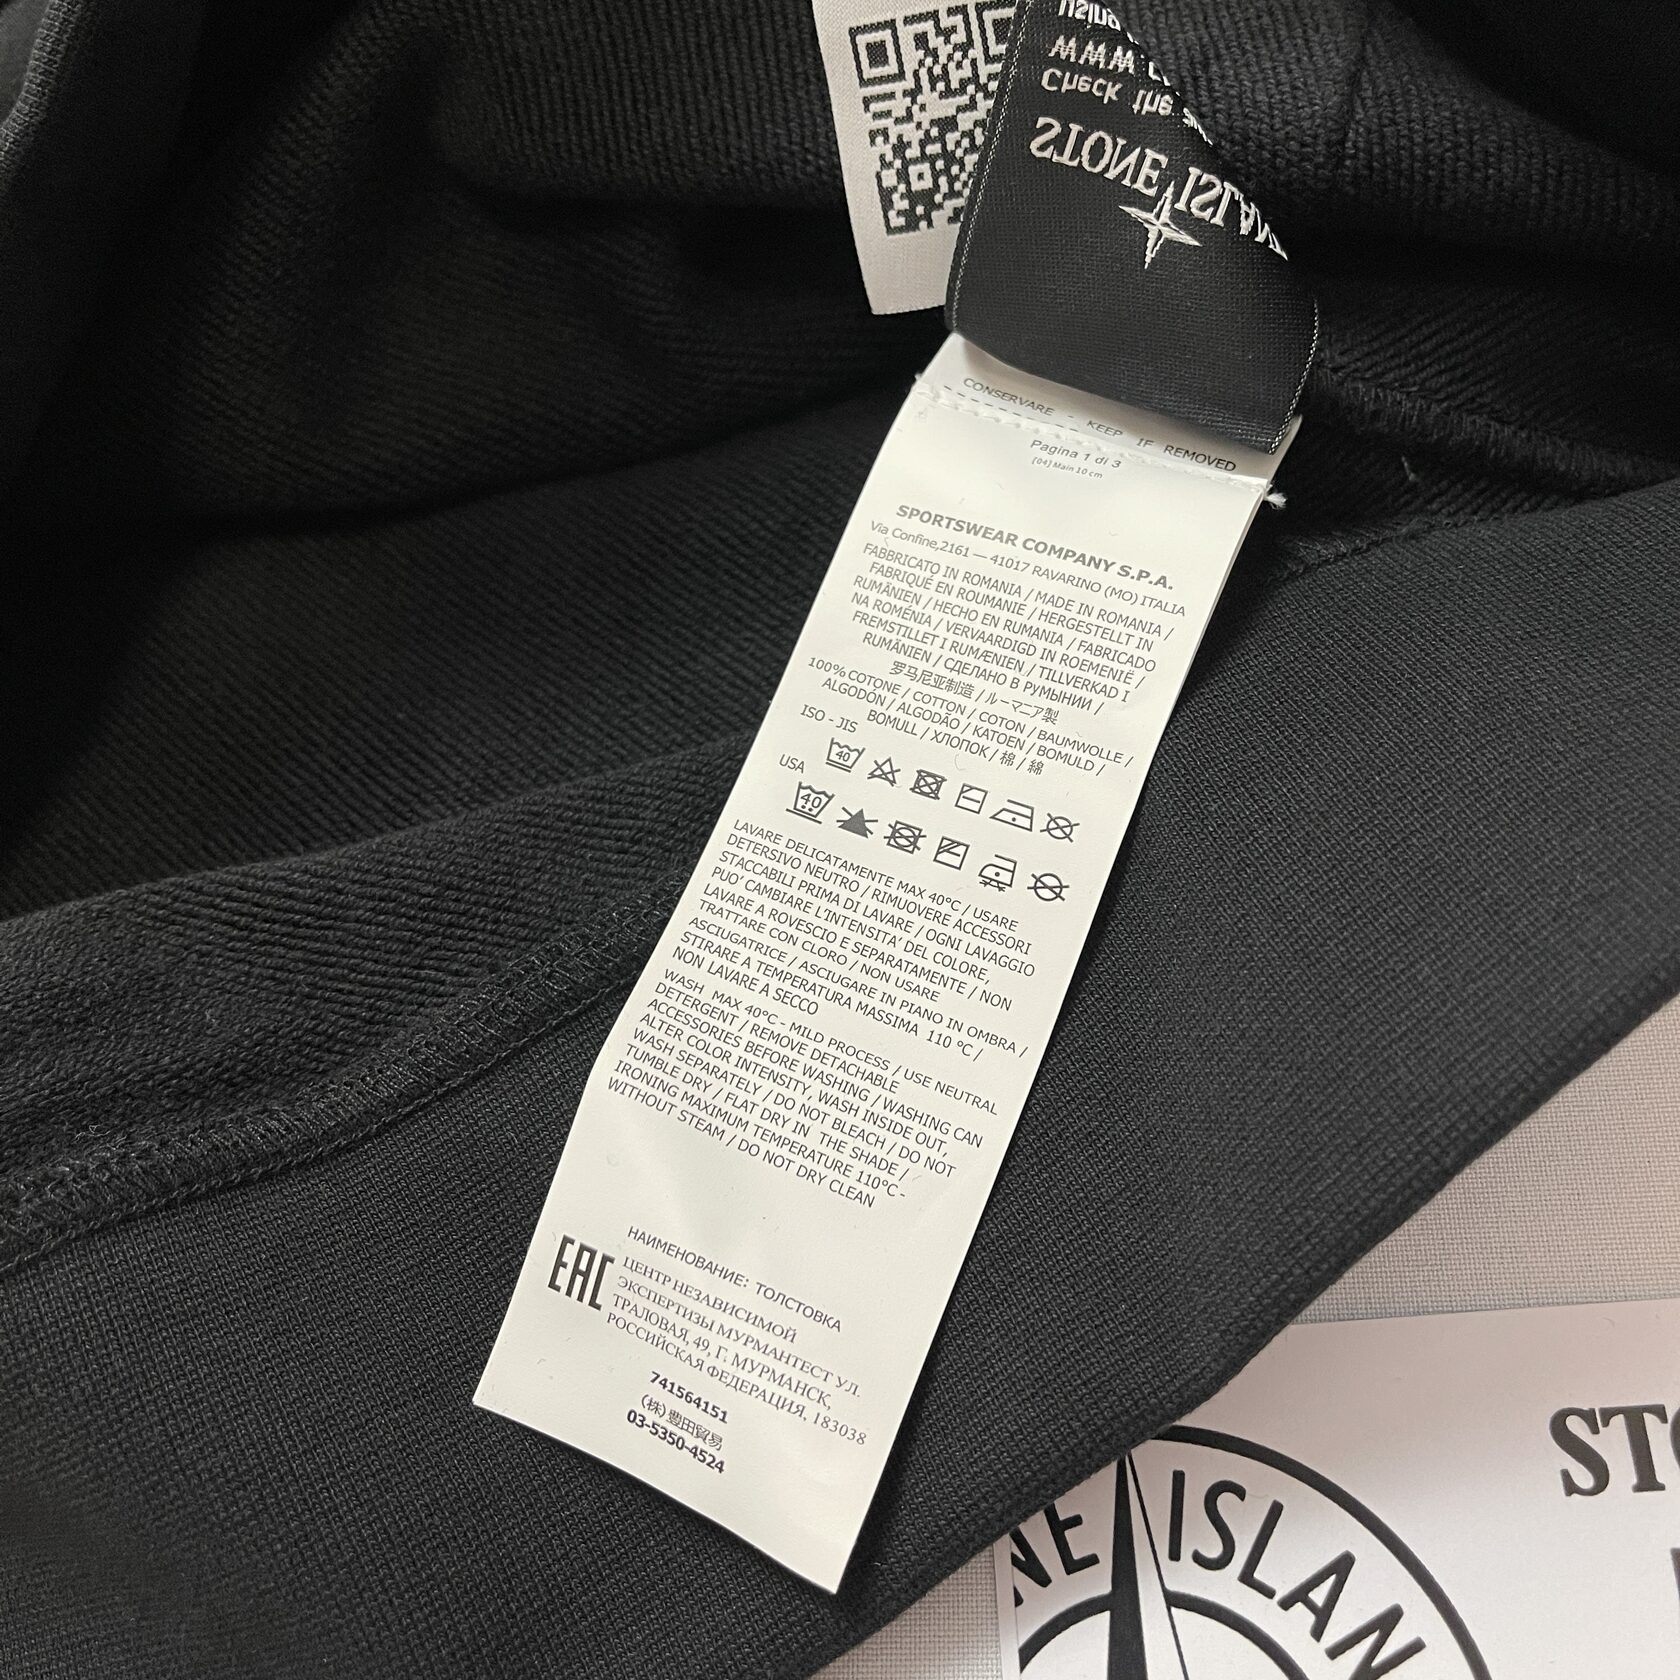 using
www.c
Check the
STONE ISLAN
CONSERVARE - KEEP IF REMOVED
Pagina 1 di 3
[04] Main 10 cm
SPORTSWEAR COMPANY S.P.A.
Via Confine,2161 — 41017 RAVARINO (MO) ITALIA
FABBRICATO IN ROMANIA / MADE IN ROMANIA /
FABRIQUÉ EN ROUMANIE / HERGESTELLT IN
RUMÄNIEN / HECHO EN RUMANIA / FABRICADO
NA ROMÉNIA / VERVAARDIGD IN ROEMENIË /
FREMSTILLET I RUMÆNIEN / TILLVERKAD I
RUMÄNIEN / СДЕЛАНО В РУМЫНИИ /
罗马尼亚制造 / ルーマニア製
100% COTONE / COTTON / COTON / BAUMWOLLE /
ALGODÓN / ALGODÃO / KATOEN / BOMULD /
BOMULL / ХЛОПОК / 棉 / 綿
ISO - JIS
40
USA
40
LAVARE DELICATAMENTE MAX 40°C / USARE
DETERSIVO NEUTRO / RIMUOVERE ACCESSORI
STACCABILI PRIMA DI LAVARE / OGNI LAVAGGIO
PUO' CAMBIARE L'INTENSITA' DEL COLORE,
LAVARE A ROVESCIO E SEPARATAMENTE / NON
TRATTARE CON CLORO / NON USARE
ASCIUGATRICE / ASCIUGARE IN PIANO IN OMBRA /
STIRARE A TEMPERATURA MASSIMA 110 °C /
NON LAVARE A SECCO
WASH MAX 40°C - MILD PROCESS / USE NEUTRAL
DETERGENT / REMOVE DETACHABLE
ACCESSORIES BEFORE WASHING / WASHING CAN
ALTER COLOR INTENSITY, WASH INSIDE OUT,
WASH SEPARATELY / DO NOT BLEACH / DO NOT
TUMBLE DRY / FLAT DRY IN THE SHADE /
IRONING MAXIMUM TEMPERATURE 110°C -
WITHOUT STEAM / DO NOT DRY CLEAN
НАИМЕНОВАНИЕ: ТОЛСТОВКА
EAC
ЦЕНТР НЕЗАВИСИМОЙ
ЭКСПЕРТИЗЫ МУРМАНТЕСТ УЛ.
ТРАЛОВАЯ, 49, Г. МУРМАНСК,
РОССИЙСКАЯ ФЕДЕРАЦИЯ, 183038
741564151
(株)豊田貿易
03-5350-4524
STO
NE ISLAN